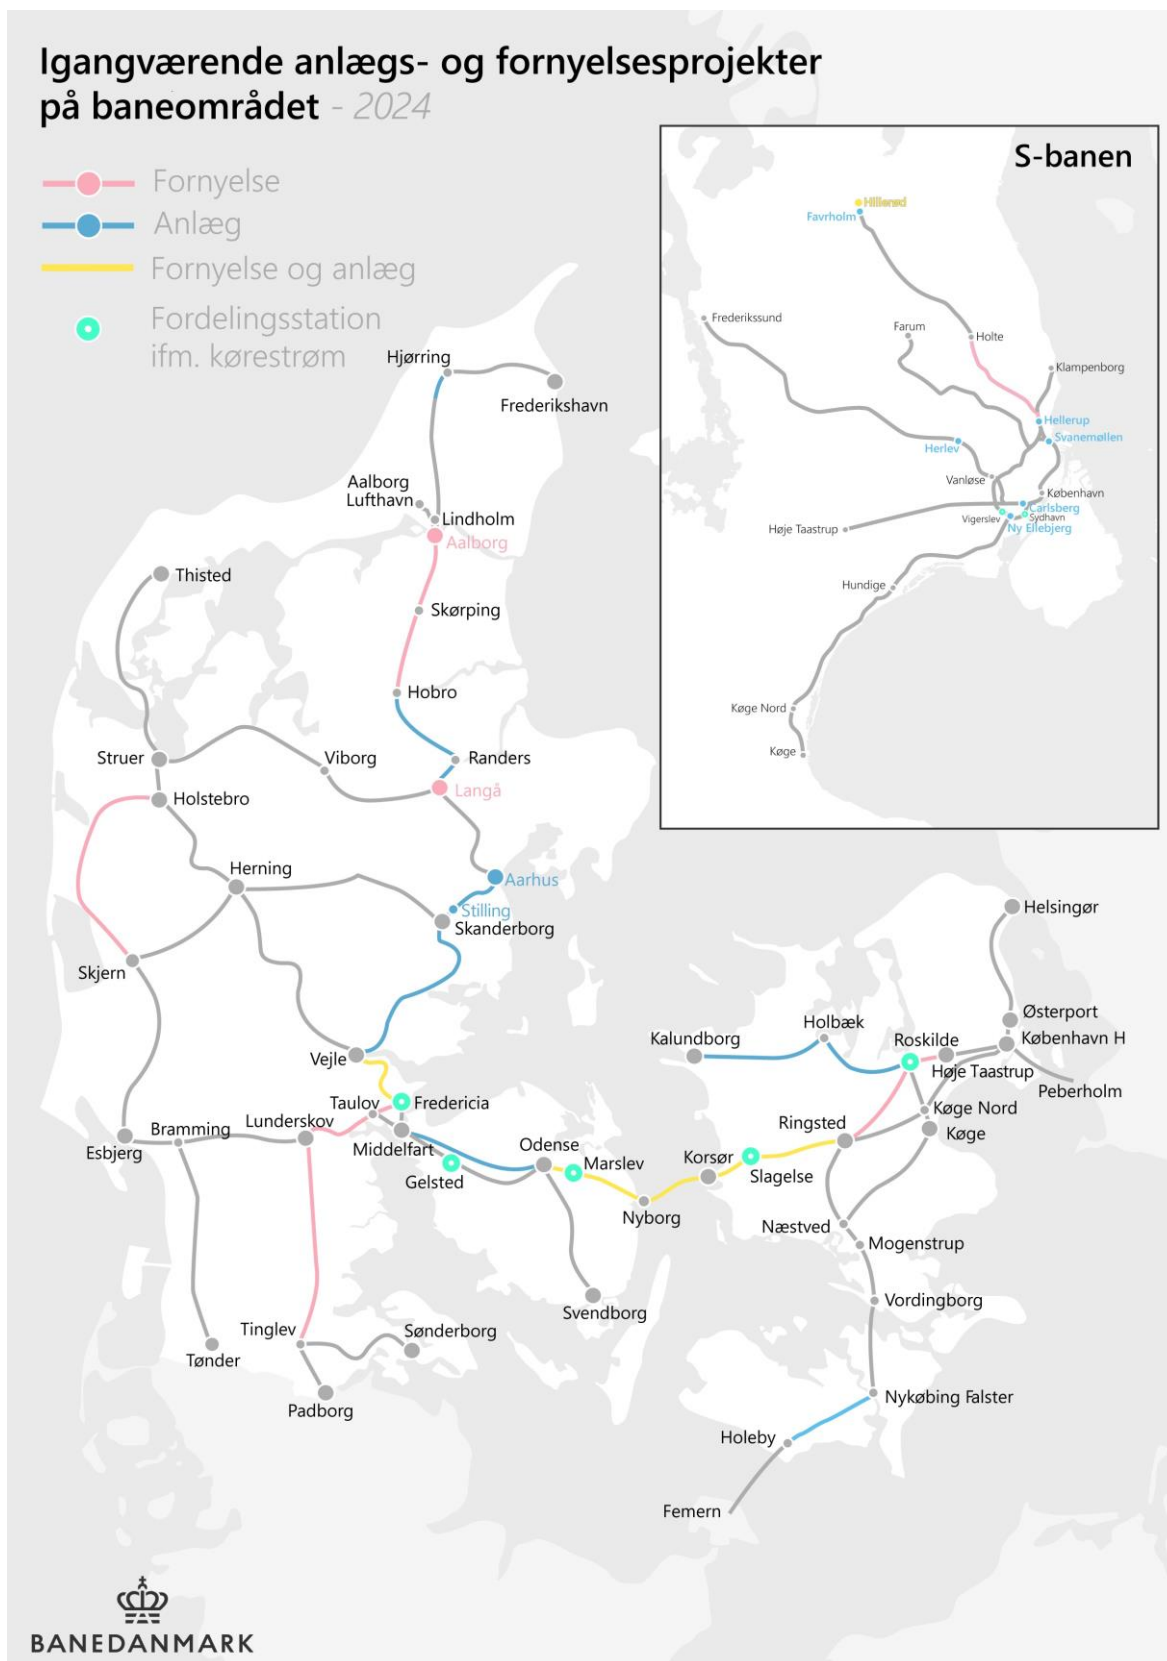 Igangværende anlægs- og fornyelsesprojekter
på baneområdet - 2024
Fornyelse
Anlæg
Fornyelse og anlæg
Fordelingsstation
ifm. kørestrøm
S-banen
Hillerød
Favrholm
Frederikssund
Farum
Holte
Klampenborg
Hellerup
Svanemøllen
Herlev
Vanløse
København
Carlsberg
Vigerslev
Sydhavn
Ny Ellebjerg
Høje Taastrup
Hundige
Køge Nord
Køge
Hjørring
Frederikshavn
Aalborg
Lufthavn
Lindholm
Aalborg
Thisted
Skørping
Hobro
Struer
Viborg
Randers
Langå
Holstebro
Herning
Aarhus
Stilling
Skanderborg
Skjern
Vejle
Taulov
Fredericia
Lunderskov
Bramming
Esbjerg
Middelfart
Gelsted
Odense
Marslev
Nyborg
Korsør
Slagelse
Ringsted
Kalundborg
Holbæk
Roskilde
Høje Taastrup
Helsingør
Østerport
København H
Peberholm
Køge Nord
Køge
Næstved
Mogenstrup
Vordingborg
Svendborg
Tinglev
Sønderborg
Tønder
Padborg
Nykøbing Falster
Holeby
Femern
BANEDANMARK